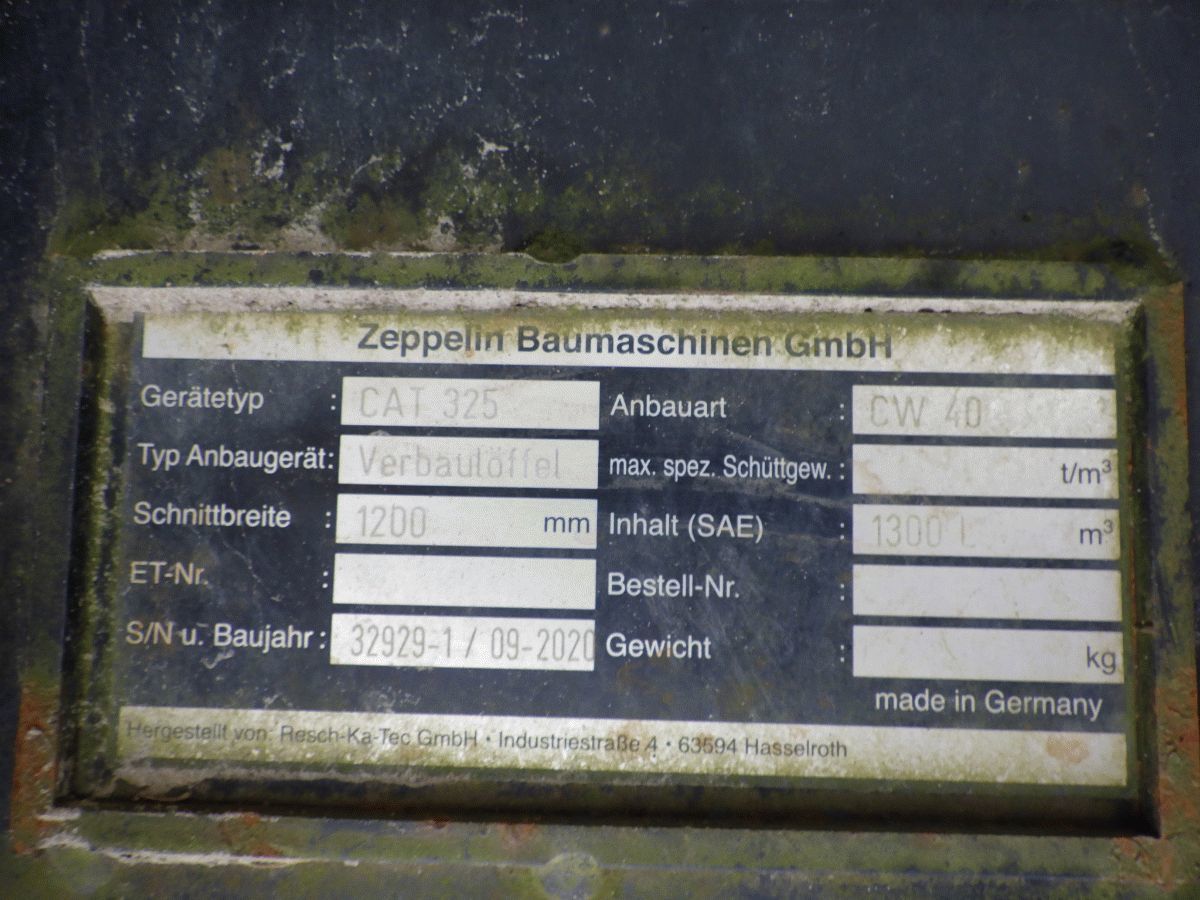 Zeppelin Baumaschinen GmbH
Gerätetyp : CAT 325 Anbauart : CW 40
Typ Anbaugerät: Verbaulöffel max. spez. Schüttgew. : t/m³
Schnittbreite : 1200 mm Inhalt (SAE) : 1300 L m³
ET-Nr. : Bestell-Nr. :
S/N u. Baujahr : 32929-1 / 09-2020 Gewicht : kg
made in Germany
Hergestellt von: Resch-Ka-Tec GmbH · Industriestraße 4 · 63594 Hasselroth